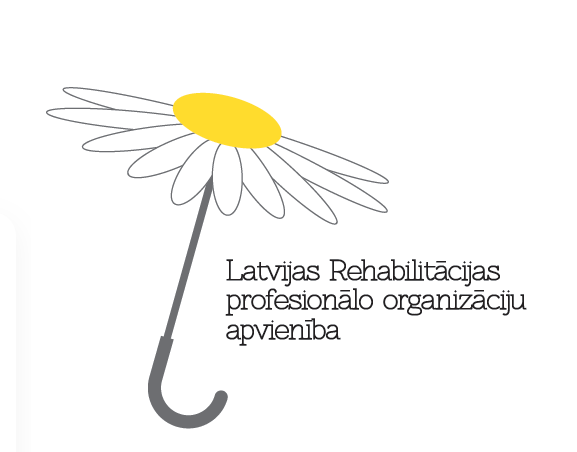 Latvijas Rehabilitācijas
profesionālo organizāciju
apvienība